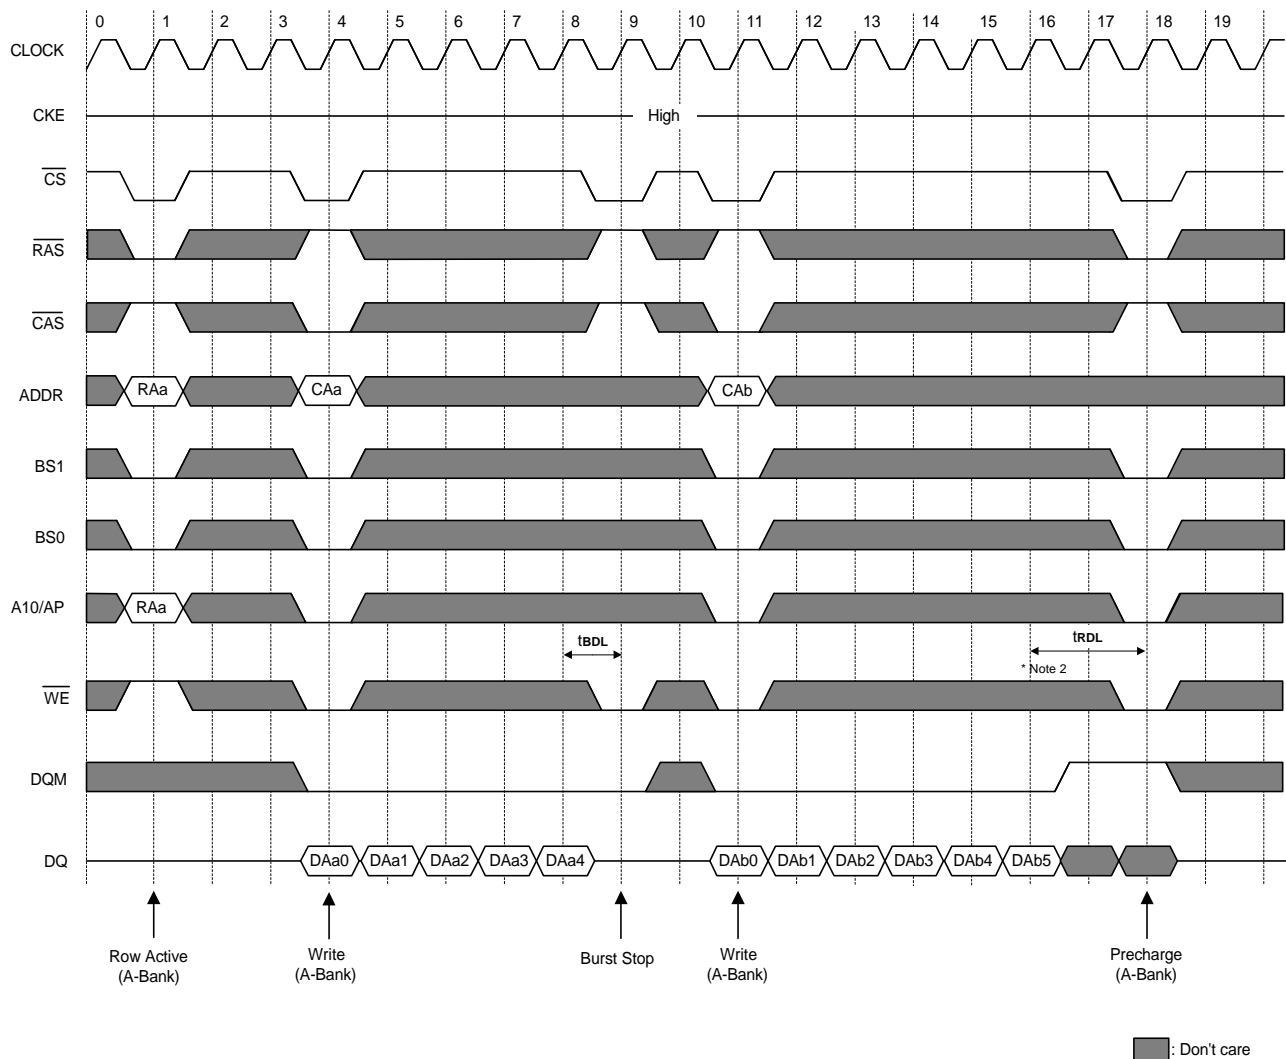 0 1 2 3 4 5 6 7 8 9 10 11 12 13 14 15 16 17 18 19
CLOCK
CKE High
CS
RAS
CAS
ADDR RAa CAa CAb
BS1
BS0
A10/AP RAa
tBDL tRDL
* Note 2
WE
DQM
DQ DAa0 DAa1 DAa2 DAa3 DAa4 DAb0 DAb1 DAb2 DAb3 DAb4 DAb5
Row Active
(A-Bank)
Write
(A-Bank)
Burst Stop
Write
(A-Bank)
Precharge
(A-Bank)
: Don't care